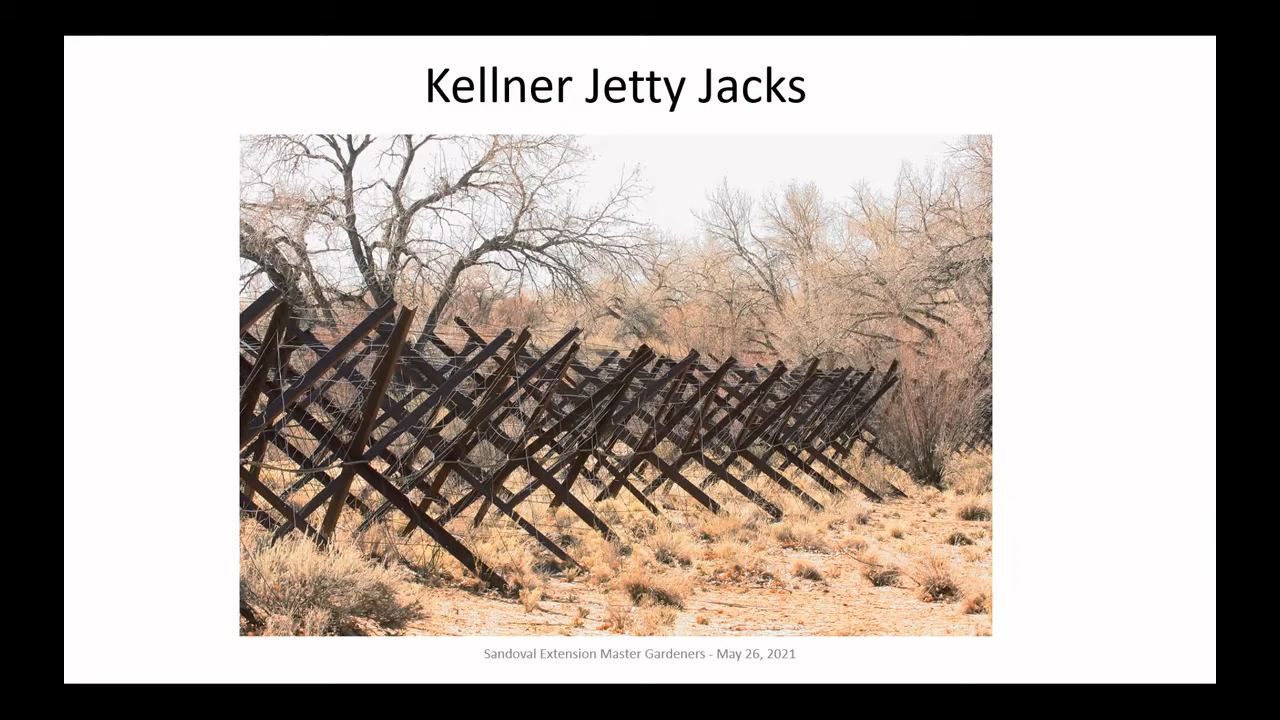 Kellner Jetty Jacks
Sandoval Extension Master Gardeners - May 26, 2021